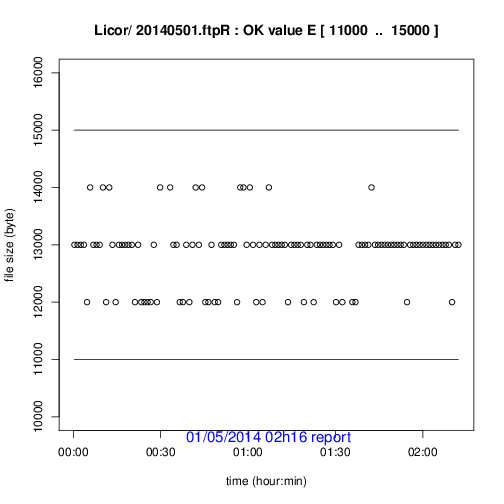 Licor/ 20140501.ftpR : OK value E [ 11000 .. 15000 ]
16000
15000
14000
13000
12000
11000
10000
file size (byte)
01/05/2014 02h16 report
00:00 00:30 01:00 01:30 02:00
time (hour:min)